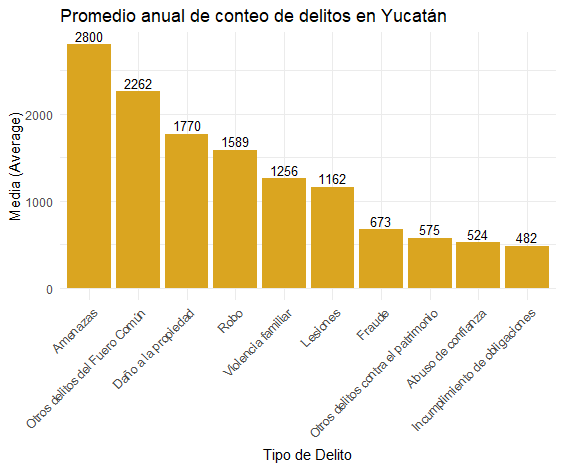 Promedio anual de conteo de delitos en Yucatán
Media (Average)
2000
1000
0
2800
2262
1770
1589
1256
1162
673
575
524
482
Amenazas
Otros delitos del Fuero Común
Daño a la propiedad
Robo
Violencia familiar
Lesiones
Fraude
Otros delitos contra el patrimonio
Abuso de confianza
Incumplimiento de obligaciones
Tipo de Delito